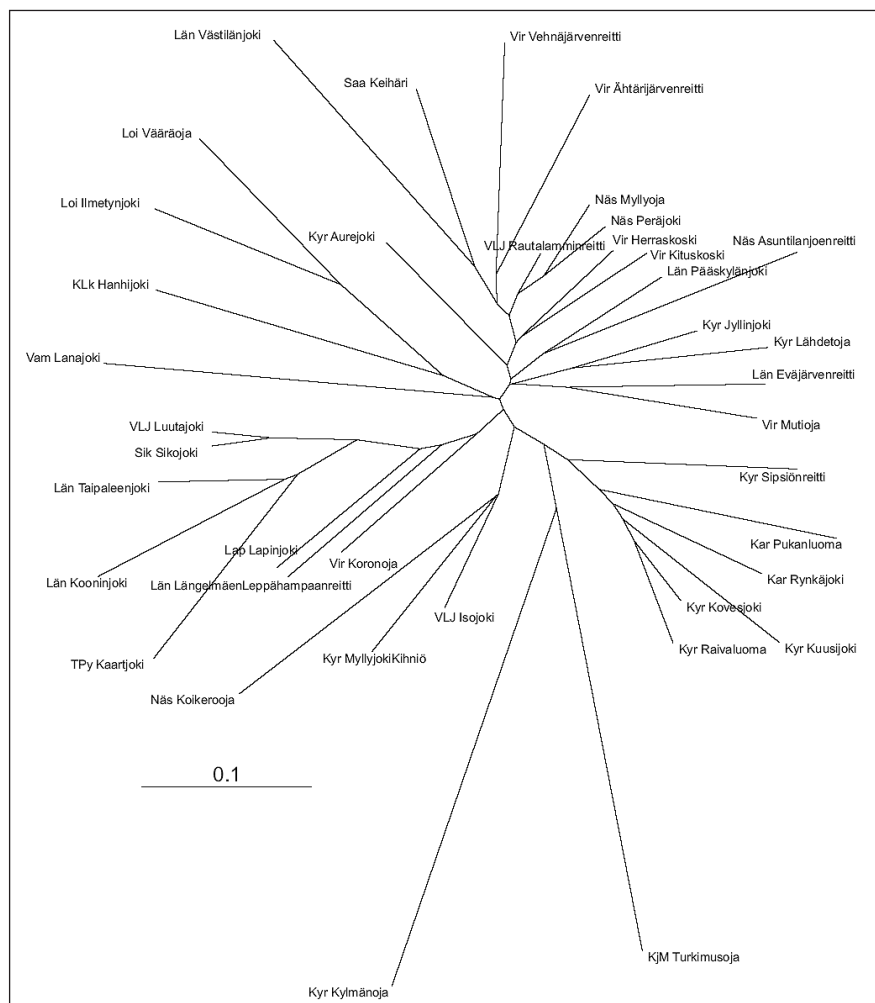 Län Västilänjoki
Vir Vehnäjärvenreitti
Saa Keihäri
Vir Ähtärijärvenreitti
Loi Vääräoja
Näs Myllyoja
Loi Ilmetynjoki
Näs Peräjoki
Kyr Aurejoki
VLJ Rautalamminreitti
Vir Herraskoski
Näs Asuntilanjoenreitti
Vir Kituskoski
Län Pääskylänjoki
KLk Hanhijoki
Kyr Jyllinjoki
Kyr Lähdetoja
Vam Lanajoki
Län Eväjärvenreitti
VLJ Luutajoki
Vir Mutioja
Sik Sikojoki
Kyr Sipsiönreitti
Län Taipaleenjoki
Kar Pukanluoma
Lap Lapinjoki
Vir Koronoja
Län Kooninjoki
Län LängelmäenLeppähampaanreitti
Kar Rynkäjoki
Kyr Kovesjoki
VLJ Isojoki
Kyr Raivaluoma
Kyr Kuusijoki
TPy Kaartjoki
Kyr MyllyjokiKihniö
Näs Koikerooja
0.1
KjM Turkimusoja
Kyr Kylmänoja